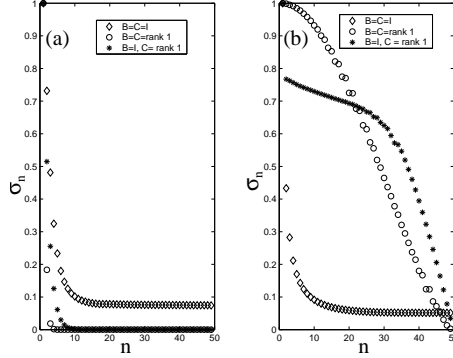 (a)
B=C=I
B=C=rank 1
B=I, C= rank 1
1
0.9
0.8
0.7
0.6
0.5
0.4
0.3
0.2
0.1
0
σn
0 10 20 30 40 50
n
(b)
B=C=I
B=C=rank 1
B=I, C= rank 1
1
0.9
0.8
0.7
0.6
0.5
0.4
0.3
0.2
0.1
0
σn
0 10 20 30 40 50
n